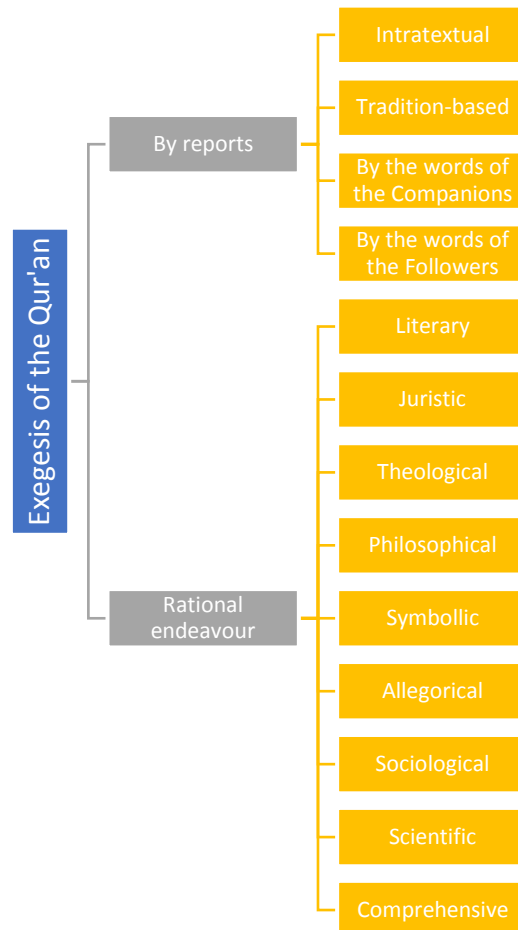 Exegesis of the Qur'an
By reports
Intratextual
Tradition-based
By the words of
the Companions
By the words of
the Followers
Rational
endeavour
Literary
Juristic
Theological
Philosophical
Symbollic
Allegorical
Sociological
Scientific
Comprehensive